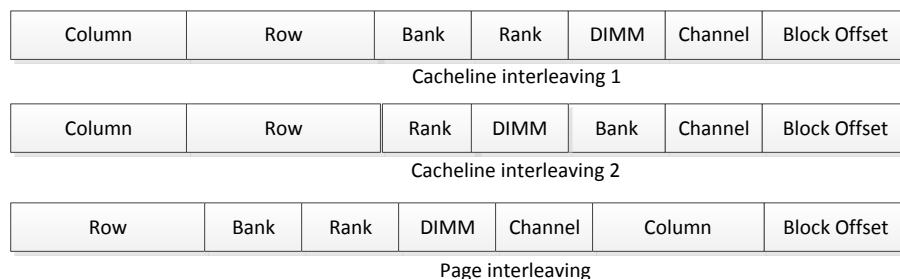 Column Row Bank Rank DIMM Channel Block Offset
Cacheline interleaving 1
Column Row Rank DIMM Bank Channel Block Offset
Cacheline interleaving 2
Row Bank Rank DIMM Channel Column Block Offset
Page interleaving